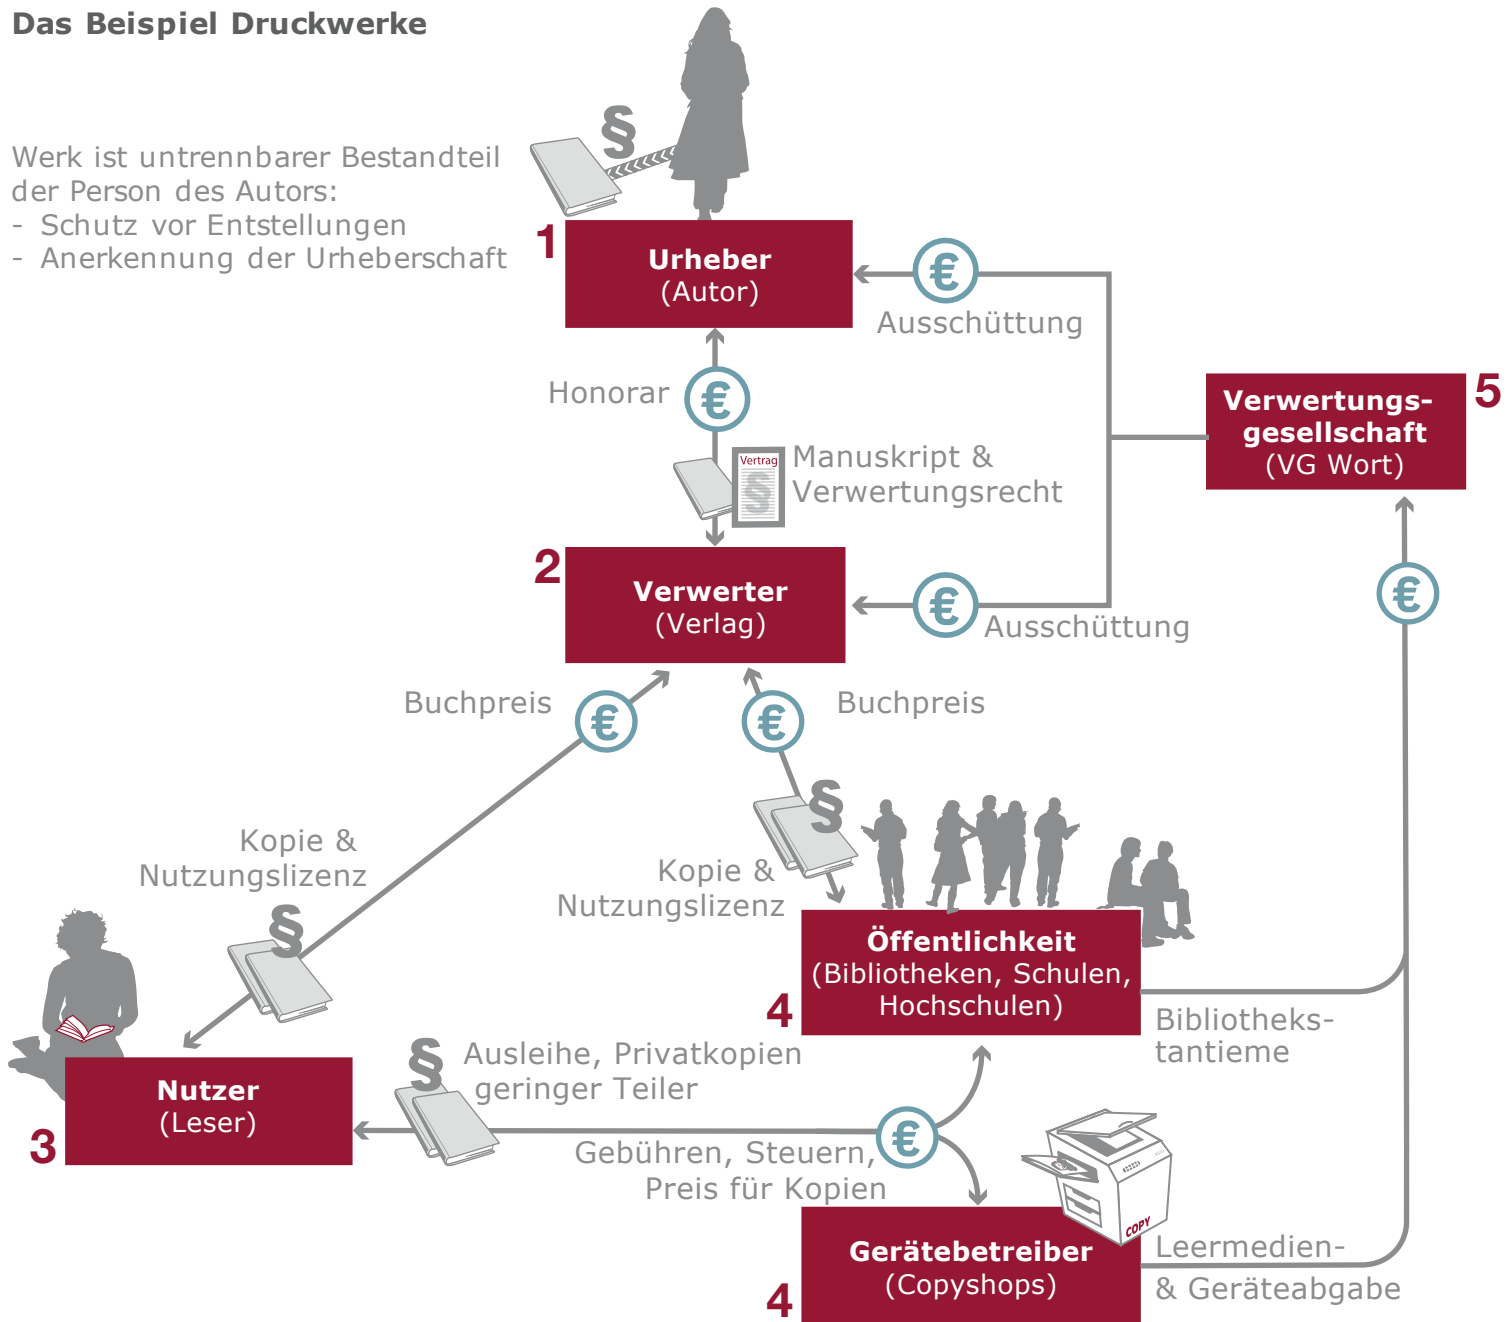 Das Beispiel Druckwerke
§
Werk ist untrennbarer Bestandteil
der Person des Autors:
- Schutz vor Entstellungen
- Anerkennung der Urheberschaft
1
Urheber
(Autor)
€
Ausschüttung
Honorar
€
Vertrag
§
Manuskript &
Verwertungsrecht
5
Verwertungs-
gesellschaft
(VG Wort)
2
Verwerter
(Verlag)
€
Ausschüttung
€
Buchpreis
€
€
Buchpreis
Kopie &
Nutzungslizenz
§
§
Kopie &
Nutzungslizenz
Öffentlichkeit
(Bibliotheken, Schulen,
Hochschulen)
4
Bibliotheks-
tantieme
Nutzer
(Leser)
3
§
Ausleihe, Privatkopien
geringer Teiler
€
Gebühren, Steuern,
Preis für Kopien
COPY
Gerätebetreiber
(Copyshops)
4
Leermedien-
& Geräteabgabe